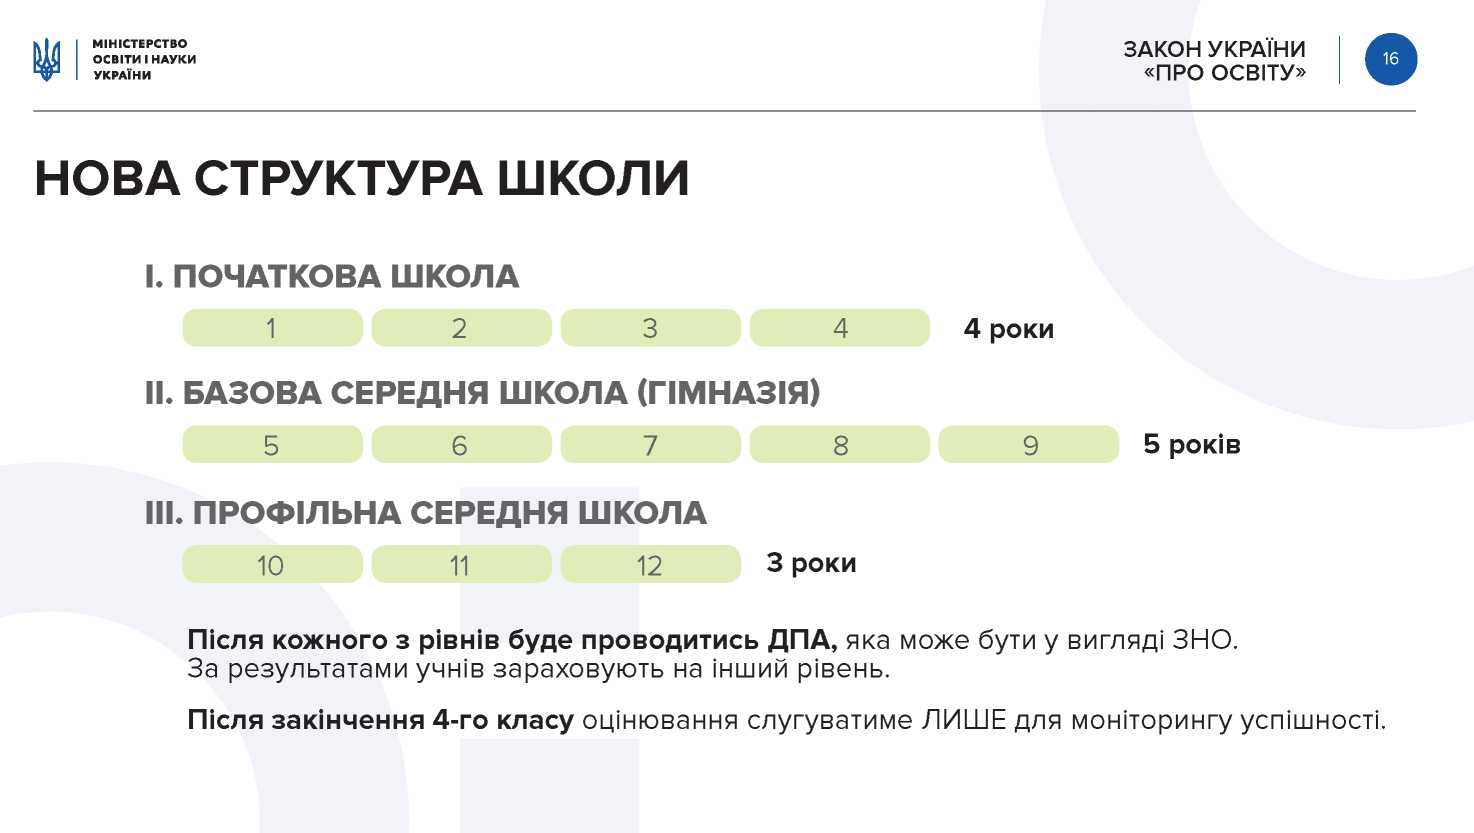 МІНІСТЕРСТВО
ОСВІТИ І НАУКИ
УКРАЇНИ
ЗАКОН УКРАЇНИ
«ПРО ОСВІТУ»
16
НОВА СТРУКТУРА ШКОЛИ
І. ПОЧАТКОВА ШКОЛА
1 2 3 4 4 роки
ІІ. БАЗОВА СЕРЕДНЯ ШКОЛА (ГІМНАЗІЯ)
5 6 7 8 9 5 років
ІІІ. ПРОФІЛЬНА СЕРЕДНЯ ШКОЛА
10 11 12 3 роки
Після кожного з рівнів буде проводитись ДПА, яка може бути у вигляді ЗНО.
За результатами учнів зараховують на інший рівень.
Після закінчення 4-го класу оцінювання слугуватиме ЛИШЕ для моніторингу успішності.